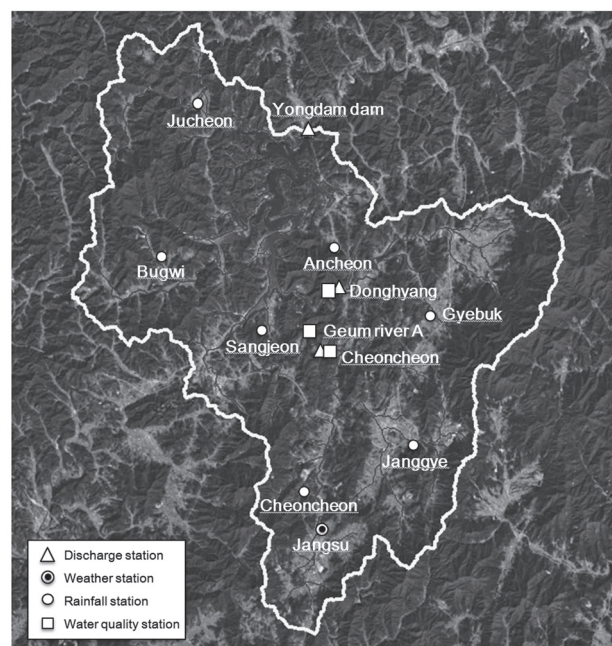 Yongdam dam
Jucheon
Ancheon
Bugwi
Donghyang
Gyebuk
Geum river A
Sangjeon
Cheoncheon
Janggye
Cheoncheon
Jangsu
Discharge station
Weather station
Rainfall station
Water quality station